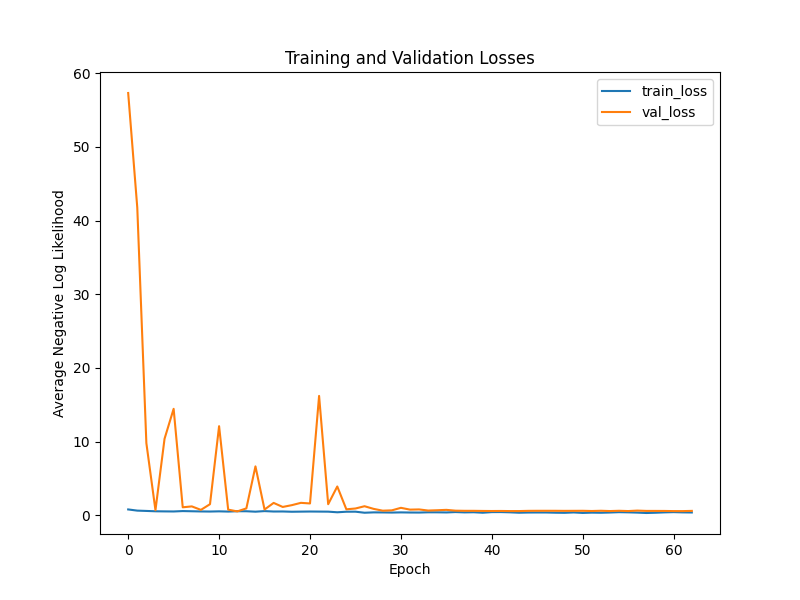 Training and Validation Losses
train_loss
val_loss
Average Negative Log Likelihood
60
50
40
30
20
10
0
0 10 20 30 40 50 60
Epoch